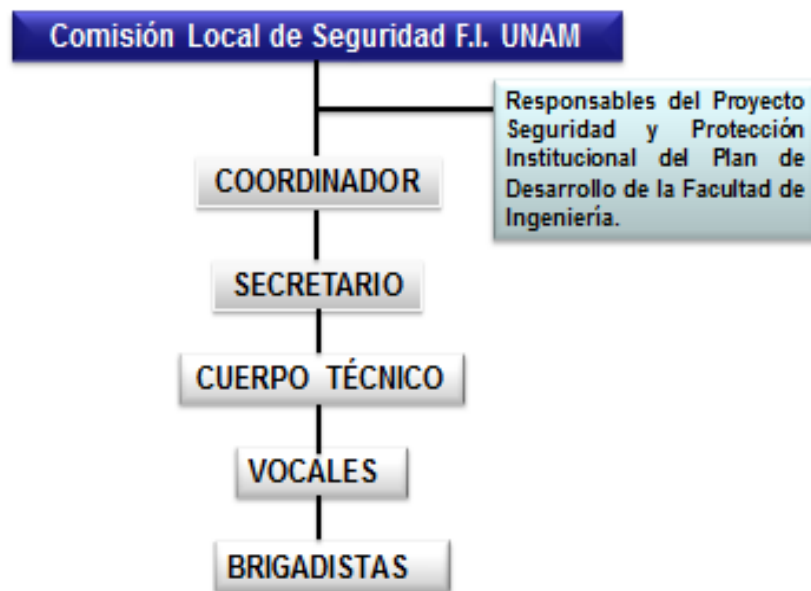 Comisión Local de Seguridad F.I. UNAM
Responsables del Proyecto
Seguridad y Protección
Institucional del Plan de
Desarrollo de la Facultad de
Ingeniería.
COORDINADOR
SECRETARIO
CUERPO TÉCNICO
VOCALES
BRIGADISTAS